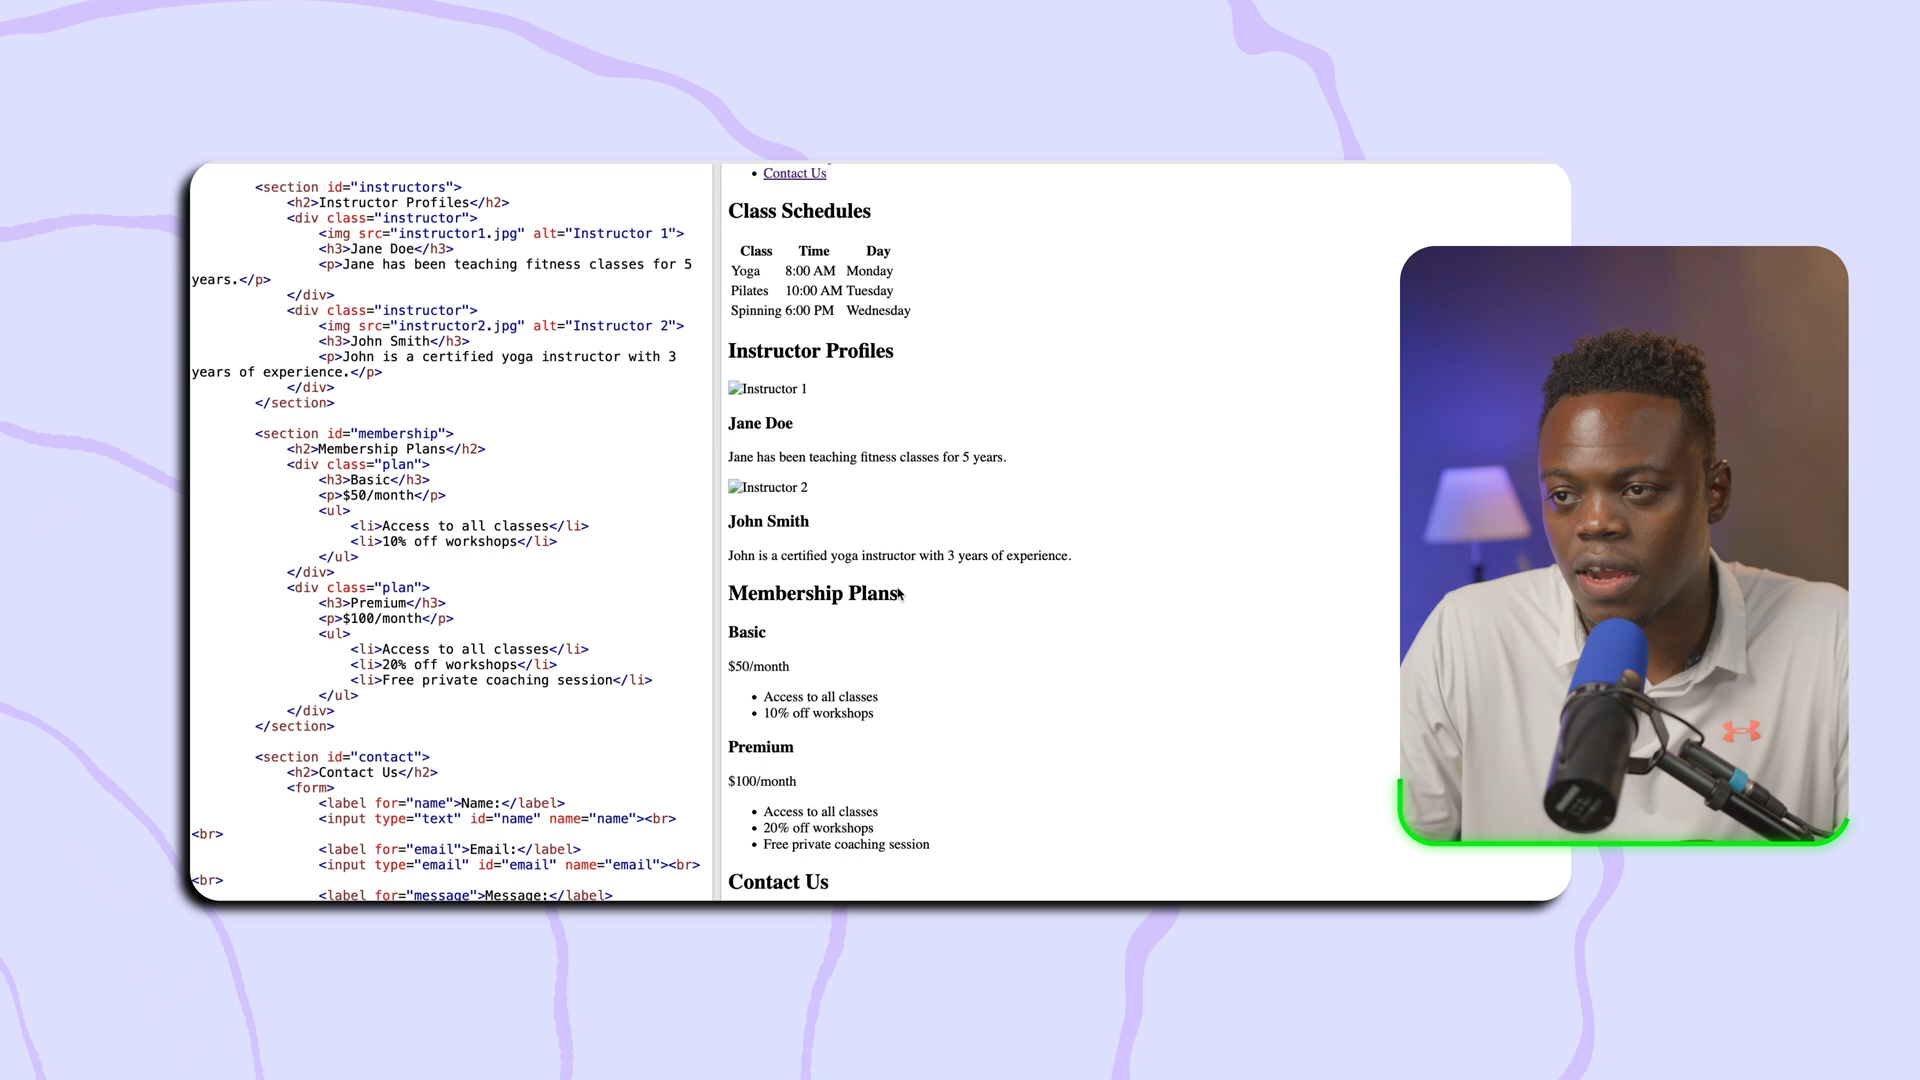 <section id="instructors">
<h2>Instructor Profiles</h2>
<div class="instructor">
<img src="instructor1.jpg" alt="Instructor 1">
<h3>Jane Doe</h3>
<p>Jane has been teaching fitness classes for 5
years.</p>
</div>
<div class="instructor">
<img src="instructor2.jpg" alt="Instructor 2">
<h3>John Smith</h3>
<p>John is a certified yoga instructor with 3
years of experience.</p>
</div>
</section>
<section id="membership">
<h2>Membership Plans</h2>
<div class="plan">
<h3>Basic</h3>
<p>$50/month</p>
<ul>
<li>Access to all classes</li>
<li>10% off workshops</li>
</ul>
</div>
<div class="plan">
<h3>Premium</h3>
<p>$100/month</p>
<ul>
<li>Access to all classes</li>
<li>20% off workshops</li>
<li>Free private coaching session</li>
</ul>
</div>
</section>
<section id="contact">
<h2>Contact Us</h2>
<form>
<label for="name">Name:</label>
<input type="text" id="name" name="name"><br>
<br>
<label for="email">Email:</label>
<input type="email" id="email" name="email"><br>
<br>
<label for="message">Message:</label>
• Contact Us
Class Schedules
Class Time Day
Yoga 8:00 AM Monday
Pilates 10:00 AM Tuesday
Spinning 6:00 PM Wednesday
Instructor Profiles
Instructor 1
Jane Doe
Jane has been teaching fitness classes for 5 years.
Instructor 2
John Smith
John is a certified yoga instructor with 3 years of experience.
Membership Plans
Basic
$50/month
• Access to all classes
• 10% off workshops
Premium
$100/month
• Access to all classes
• 20% off workshops
• Free private coaching session
Contact Us